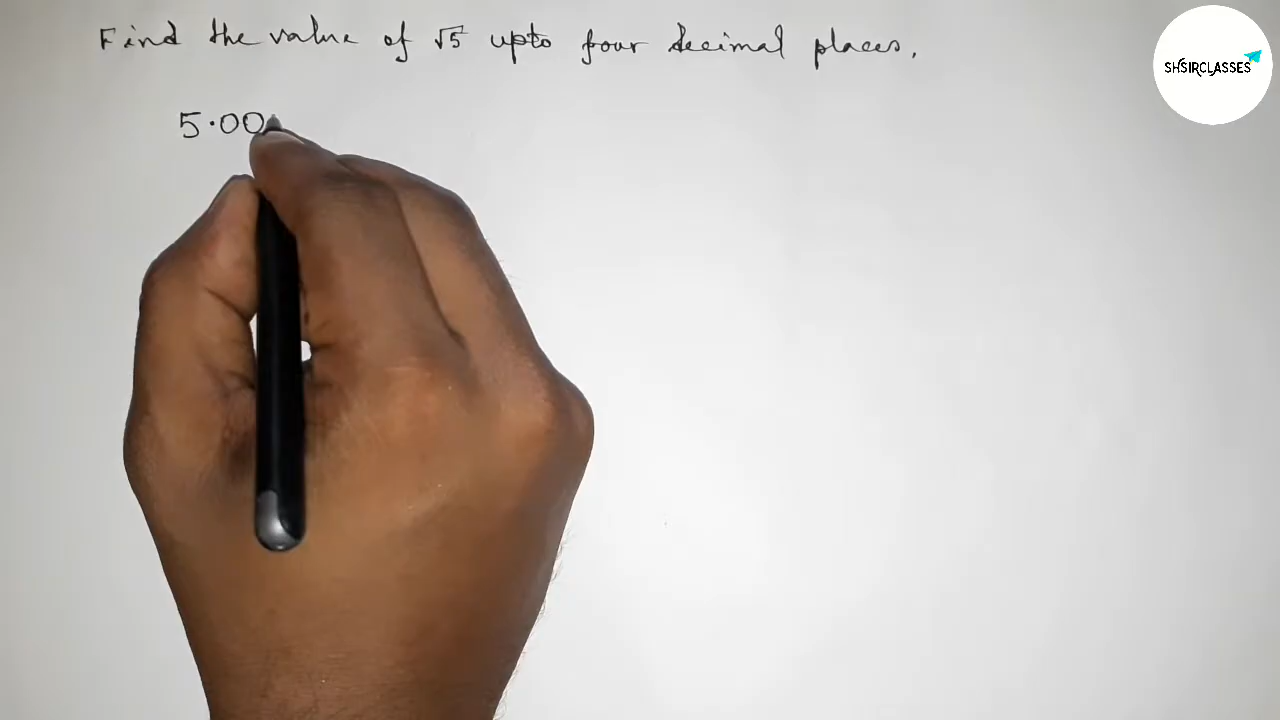 Find the value of √5 upto four decimal places.
SHSIRCLASSES
5.00